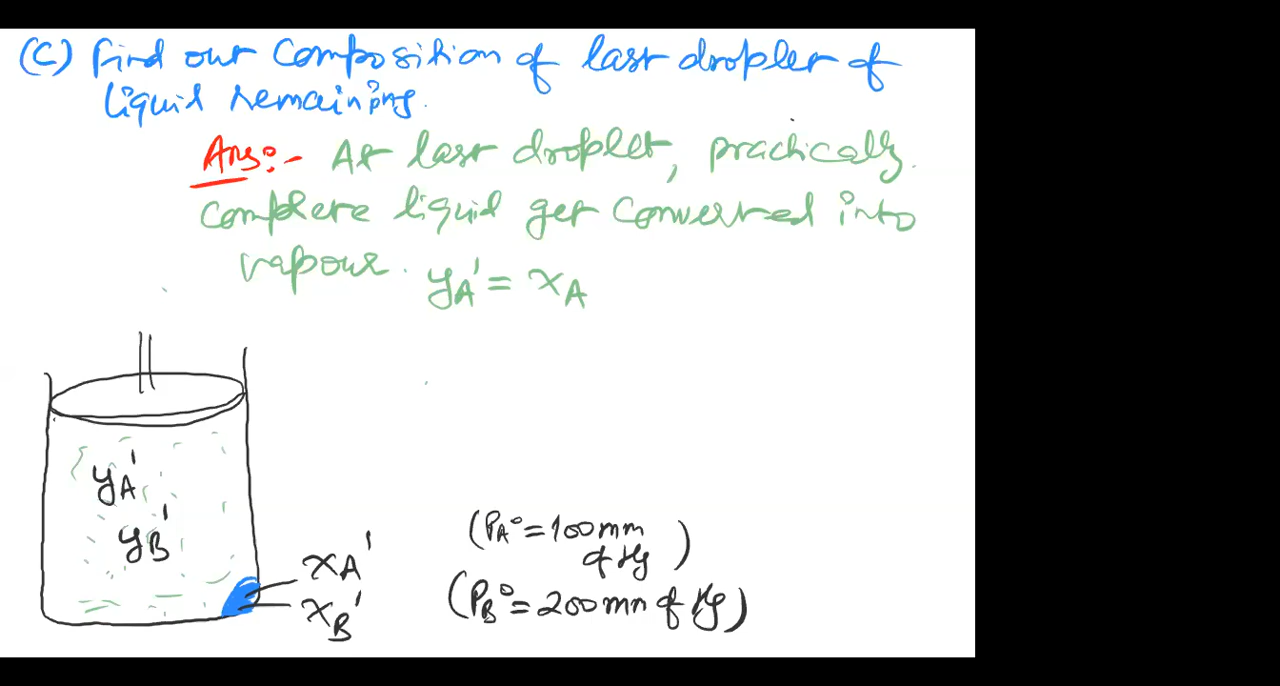 (C) Find out Composition of last droplet of
liquid remaining.
Ans:- At last droplet, practically
complete liquid get converted into
vapour. yA' = xA
yA'
yB'
xA'
xB'
(PA° = 100 mm
of Hg)
(PB° = 200 mm of Hg)